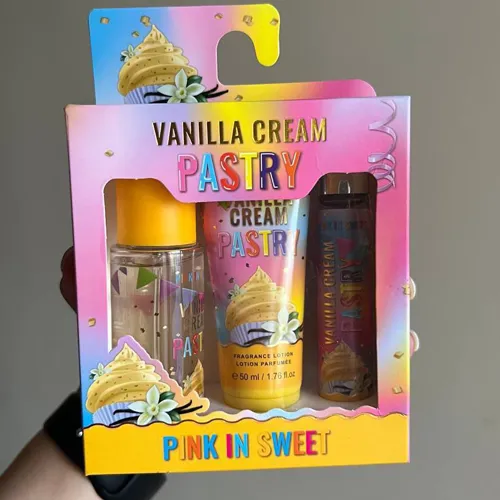 VANILLA CREAM
PASTRY
VANILLA
CREAM
PASTRY
FRAGRANCE LOTION
LOTION PARFUMÉE
e 50 ml / 1.76 fl.oz
VANILLA CREAM
PASTRY
PINK IN SWEET